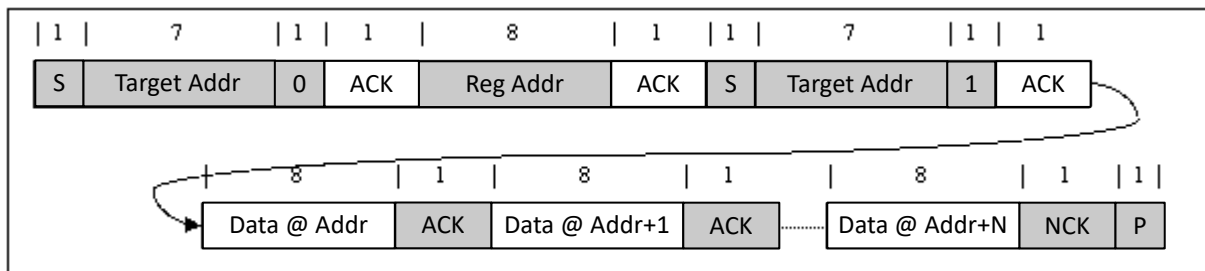 | 1 | 7 | 1 | 1 | 8 | 1 | 1 | 7 | 1 | 1
S Target Addr 0 ACK Reg Addr ACK S Target Addr 1 ACK
| 8 | 1 | 8 | 1 | 8 | 1 | 1 |
Data @ Addr ACK Data @ Addr+1 ACK Data @ Addr+N NCK P